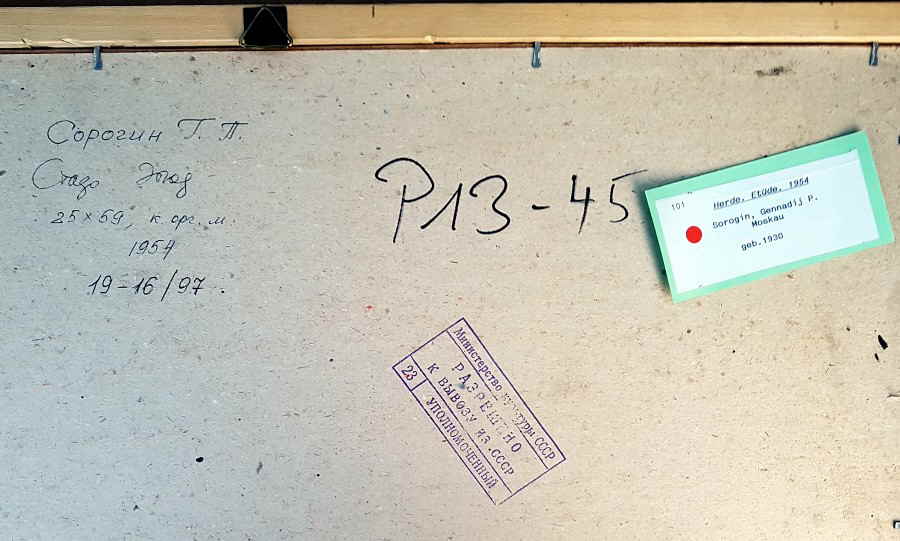 Сорогин Г. П.
Стадо Этюд
25×59, к. орг. м.
1954
19-16/97.
P13-45
101
Herde, Etüde, 1954
Sorogin, Gennadij P.
Moskau
geb.1930
Министерство культуры СССР
РАЗРЕШЕНО
К ВЫВОЗУ ИЗ СССР
23 УПОЛНОМОЧЕННЫЙ